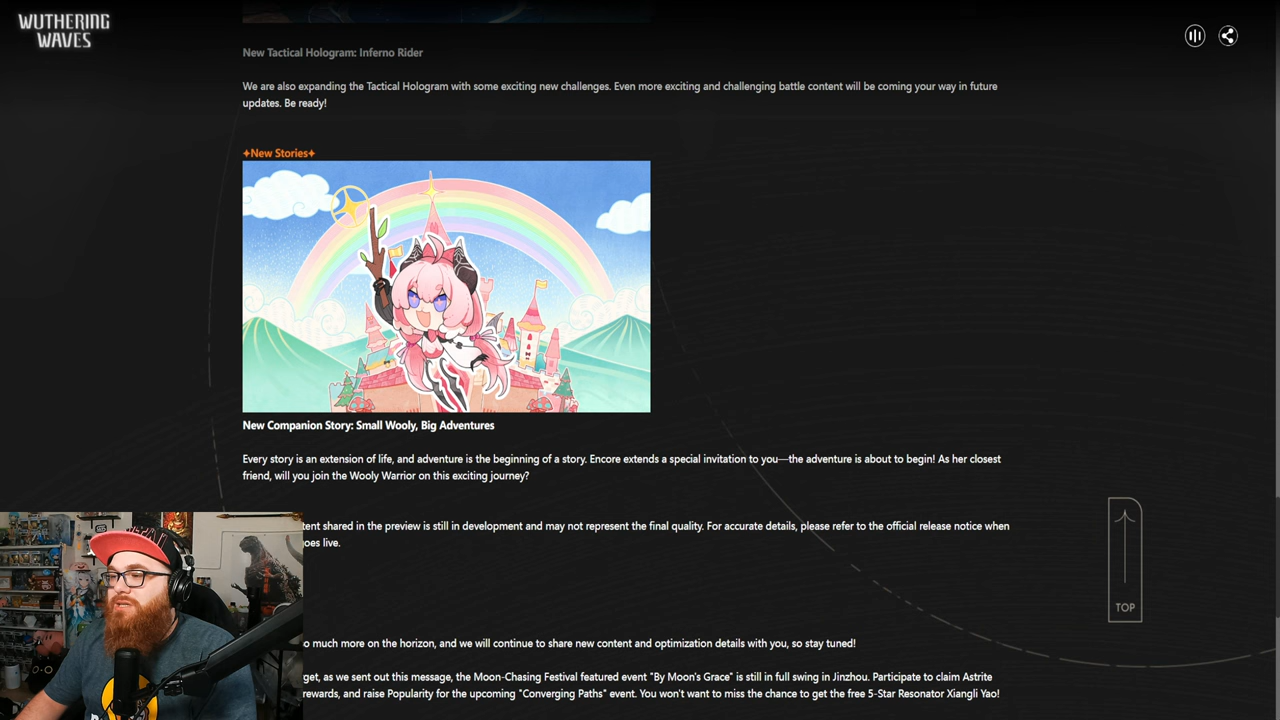 WUTHERING
WAVES
New Tactical Hologram: Inferno Rider
We are also expanding the Tactical Hologram with some exciting new challenges. Even more exciting and challenging battle content will be coming your way in future
updates. Be ready!
✦New Stories✦
New Companion Story: Small Wooly, Big Adventures
Every story is an extension of life, and adventure is the beginning of a story. Encore extends a special invitation to you—the adventure is about to begin! As her closest
friend, will you join the Wooly Warrior on this exciting journey?
shared in the preview is still in development and may not represent the final quality. For accurate details, please refer to the official release notice when
live.
much more on the horizon, and we will continue to share new content and optimization details with you, so stay tuned!
as we sent out this message, the Moon-Chasing Festival featured event "By Moon's Grace" is still in full swing in Jinzhou. Participate to claim Astrite
rewards, and raise Popularity for the upcoming "Converging Paths" event. You won't want to miss the chance to get the free 5-Star Resonator Xiangli Yao!
TOP